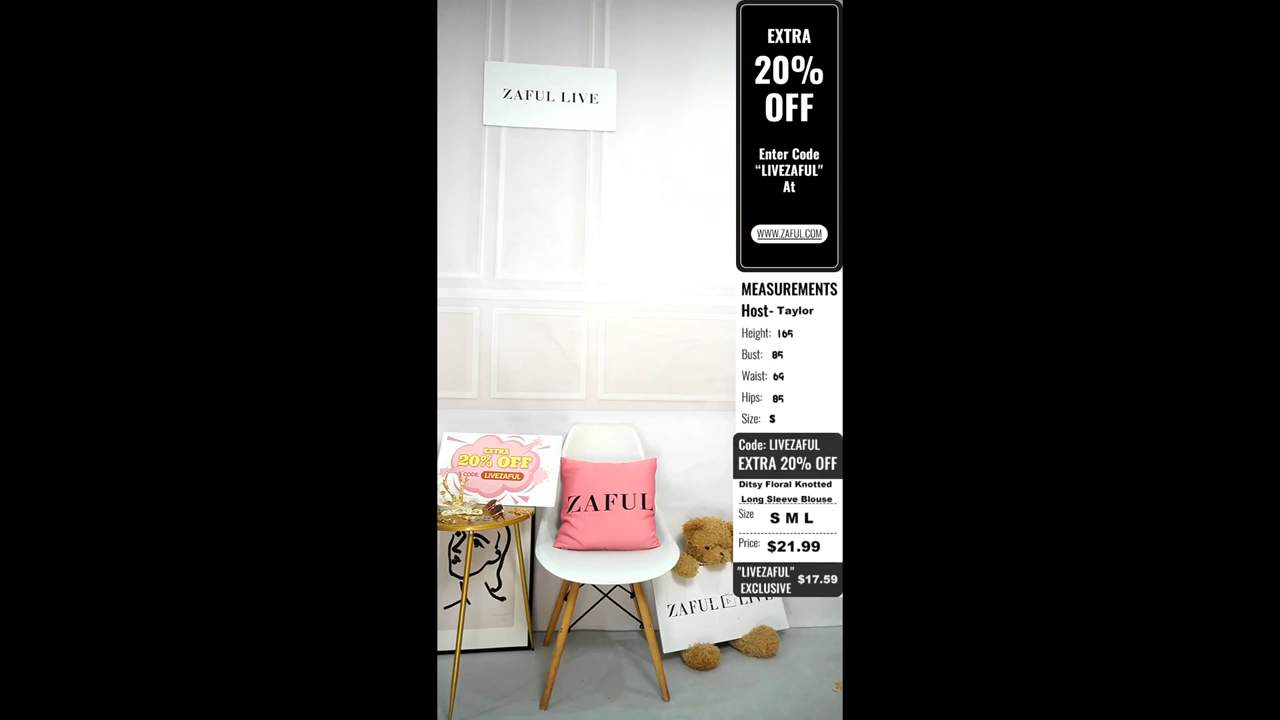 ZAFUL LIVE
EXTRA
20%
OFF
Enter Code
“LIVEZAFUL"
At
WWW.ZAFUL.COM
MEASUREMENTS
Host- Taylor
Height: 165
Bust: 85
Waist: 69
Hips: 85
Size: S
Code: LIVEZAFUL
EXTRA 20% OFF
Ditsy Floral Knotted
Long Sleeve Blouse
Size S M L
Price: $21.99
"LIVEZAFUL" $17.59
EXCLUSIVE
20% OFF
CODE: LIVEZAFUL
ZAFUL
ZAFUL LIVE